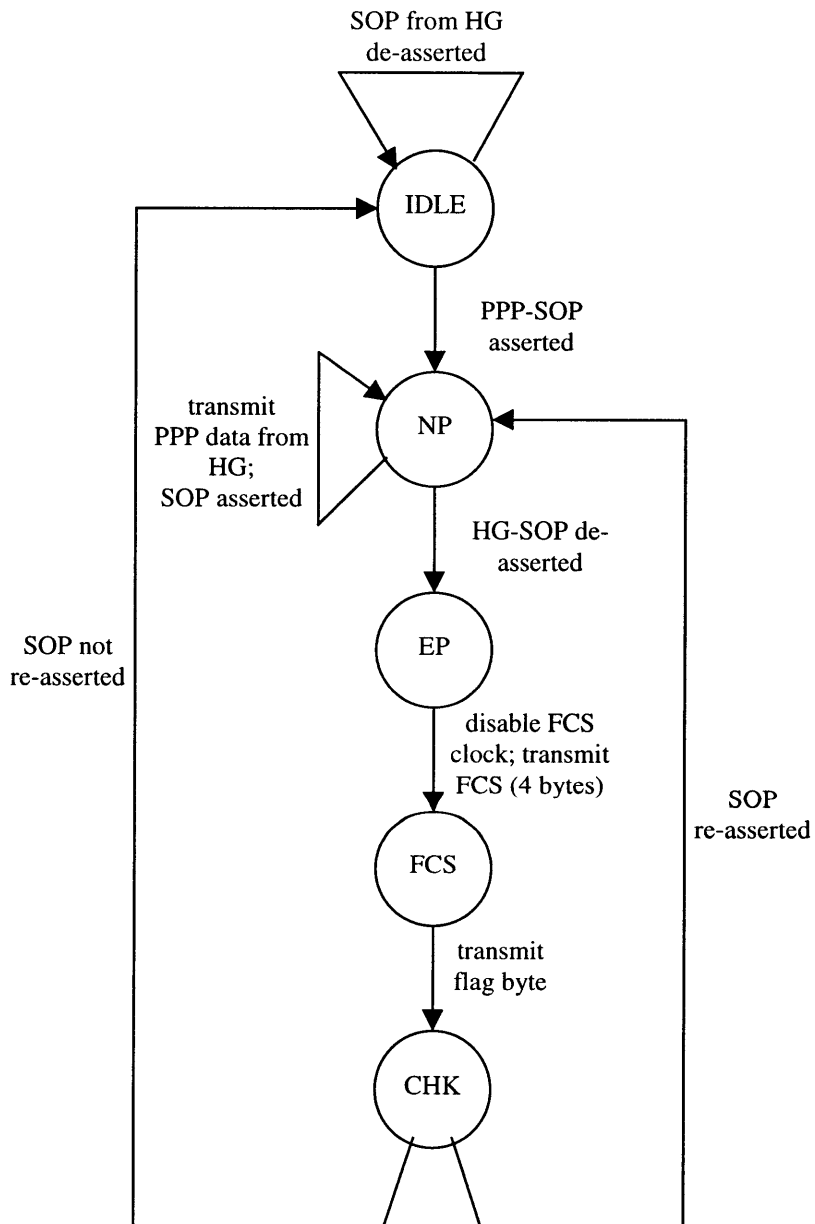 SOP from HG
de-asserted
IDLE
PPP-SOP
asserted
transmit
PPP data from
HG;
SOP asserted
NP
HG-SOP de-
asserted
EP
SOP not
re-asserted
disable FCS
clock; transmit
FCS (4 bytes)
SOP
re-asserted
FCS
transmit
flag byte
CHK